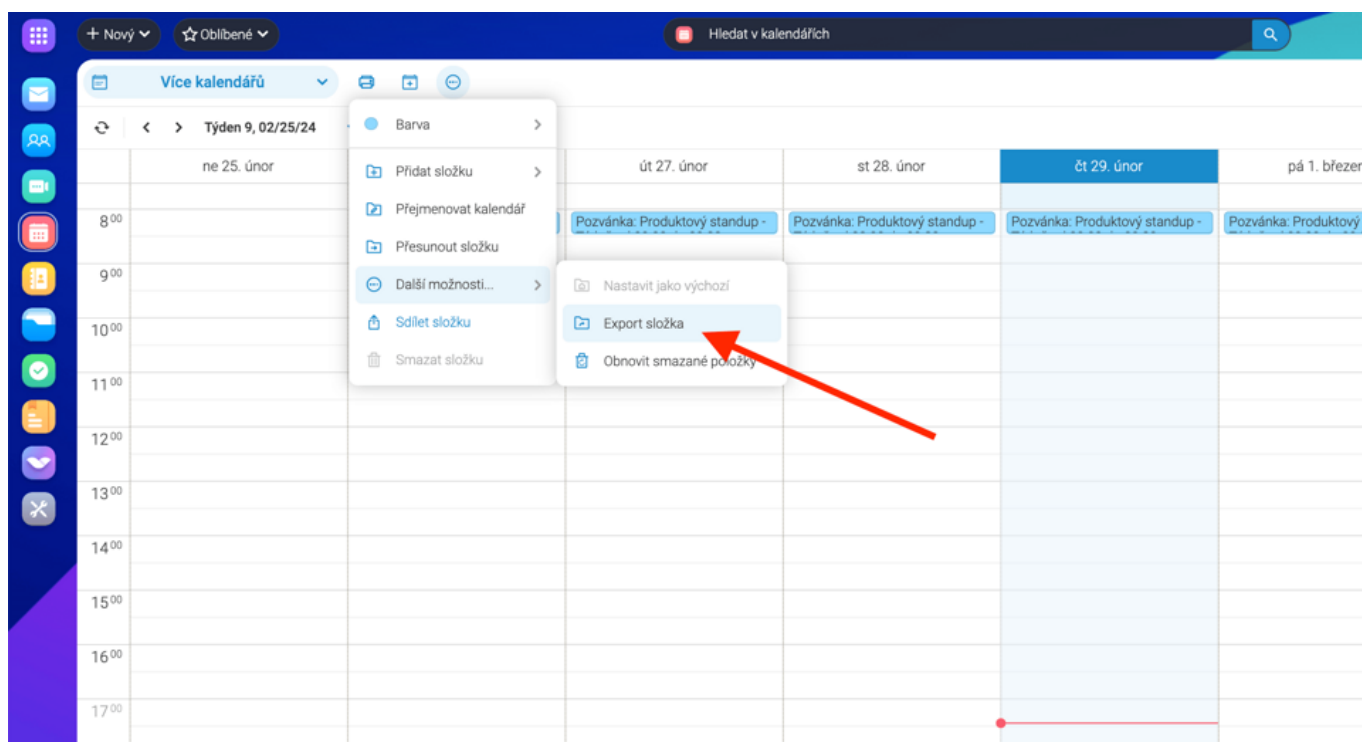 Nový
Oblíbené
Hledat v kalendářích
Více kalendářů
Týden 9, 02/25/24
ne 25. únor
út 27. únor
st 28. únor
čt 29. únor
pá 1. březen
Barva
Přidat složku
Přejmenovat kalendář
Přesunout složku
Další možnosti...
Sdílet složku
Smazat složku
Nastavit jako výchozí
Export složka
Obnovit smazané položky
8 00
Pozvánka: Produktový standup -
Pozvánka: Produktový standup -
Pozvánka: Produktový standup -
Pozvánka: Produktový
9 00
10 00
11 00
12 00
13 00
14 00
15 00
16 00
17 00